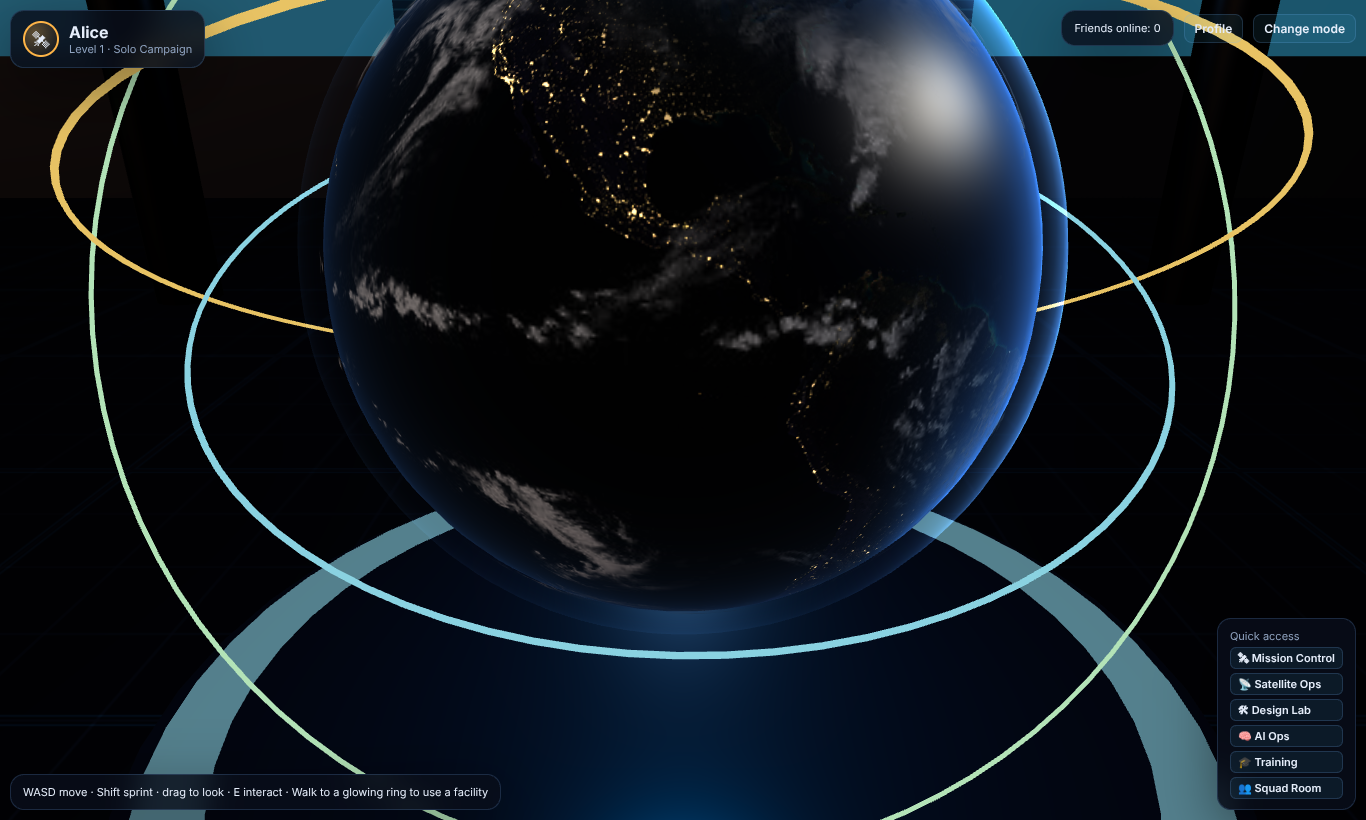 Alice
Level 1 · Solo Campaign
Friends online: 0
Profile
Change mode
Quick access
🛰 Mission Control
📡 Satellite Ops
🛠 Design Lab
🧠 AI Ops
🎓 Training
👥 Squad Room
WASD move · Shift sprint · drag to look · E interact · Walk to a glowing ring to use a facility